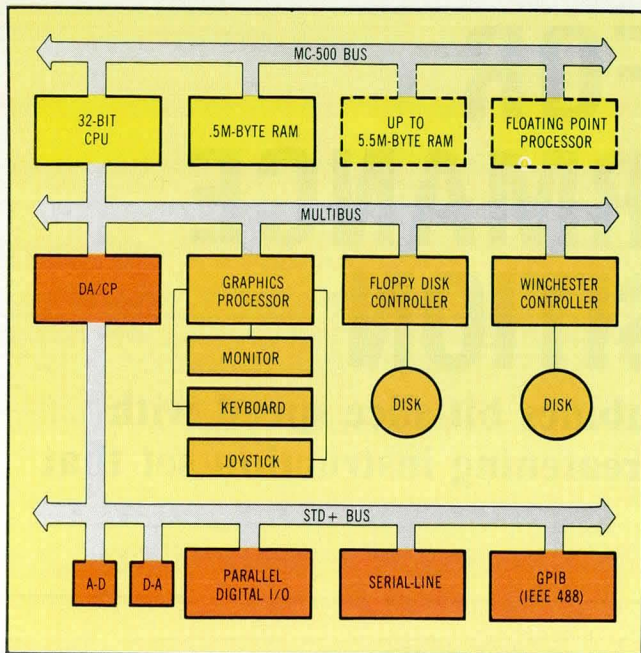 MC-500 BUS
32-BIT
CPU
.5M-BYTE RAM
UP TO
5.5M-BYTE RAM
FLOATING POINT
PROCESSOR
MULTIBUS
DA/CP
GRAPHICS
PROCESSOR
FLOPPY DISK
CONTROLLER
WINCHESTER
CONTROLLER
MONITOR
KEYBOARD
JOYSTICK
DISK
DISK
STD+ BUS
A-D
D-A
PARALLEL
DIGITAL I/O
SERIAL-LINE
GPIB
(IEEE 488)